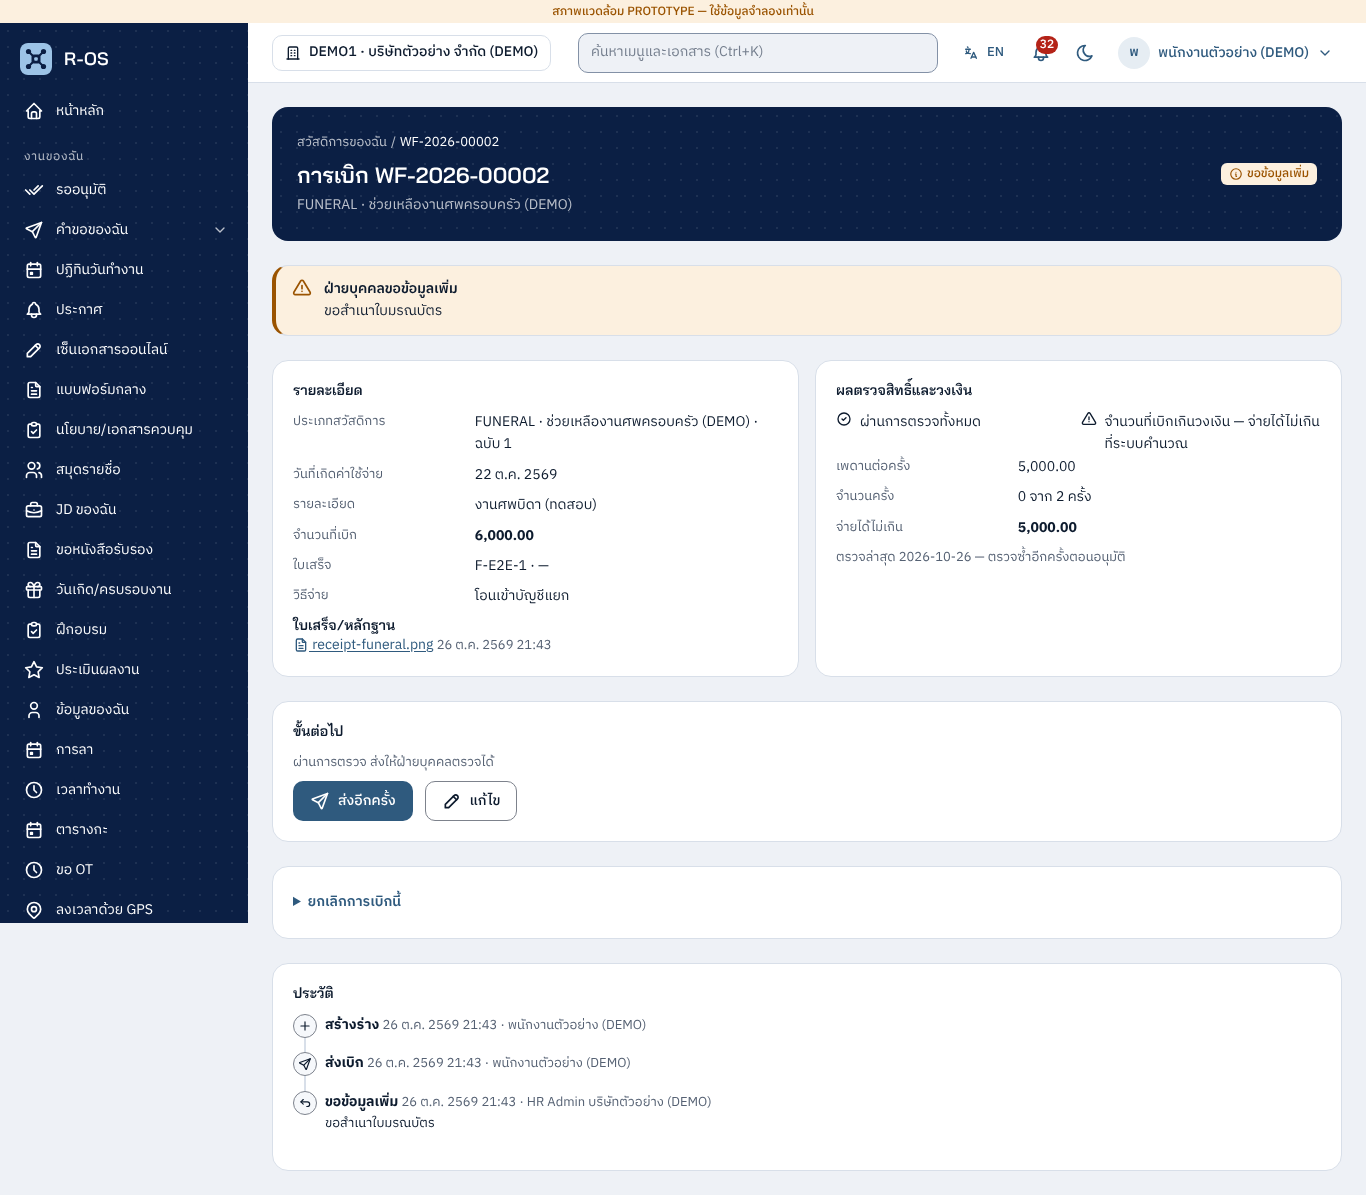 สภาพแวดล้อม PROTOTYPE — ใช้ข้อมูลจำลองเท่านั้น
R-OS
DEMO1 · บริษัทตัวอย่าง จำกัด (DEMO)
ค้นหาเมนูและเอกสาร (Ctrl+K)
EN
32
พ
พนักงานตัวอย่าง (DEMO)
หน้าหลัก
งานของฉัน
รออนุมัติ
คำขอของฉัน
ปฏิทินวันทำงาน
ประกาศ
เซ็นเอกสารออนไลน์
แบบฟอร์มกลาง
นโยบาย/เอกสารควบคุม
สมุดรายชื่อ
JD ของฉัน
ขอหนังสือรับรอง
วันเกิด/ครบรอบงาน
ฝึกอบรม
ประเมินผลงาน
ข้อมูลของฉัน
การลา
เวลาทำงาน
ตารางกะ
ขอ OT
ลงเวลาด้วย GPS
สวัสดิการของฉัน / WF-2026-00002
การเบิก WF-2026-00002
FUNERAL · ช่วยเหลืองานศพครอบครัว (DEMO)
ขอข้อมูลเพิ่ม
ฝ่ายบุคคลขอข้อมูลเพิ่ม
ขอสำเนาใบมรณบัตร
รายละเอียด
ประเภทสวัสดิการ
FUNERAL · ช่วยเหลืองานศพครอบครัว (DEMO) ·
ฉบับ 1
วันที่เกิดค่าใช้จ่าย
22 ต.ค. 2569
รายละเอียด
งานศพบิดา (ทดสอบ)
จำนวนที่เบิก
6,000.00
ใบเสร็จ
F-E2E-1 · —
วิธีจ่าย
โอนเข้าบัญชีแยก
ใบเสร็จ/หลักฐาน
receipt-funeral.png 26 ต.ค. 2569 21:43
ผลตรวจสิทธิ์และวงเงิน
ผ่านการตรวจทั้งหมด
จำนวนที่เบิกเกินวงเงิน — จ่ายได้ไม่เกิน
ที่ระบบคำนวณ
เพดานต่อครั้ง
5,000.00
จำนวนครั้ง
0 จาก 2 ครั้ง
จ่ายได้ไม่เกิน
5,000.00
ตรวจล่าสุด 2026-10-26 — ตรวจซ้ำอีกครั้งตอนอนุมัติ
ขั้นต่อไป
ผ่านการตรวจ ส่งให้ฝ่ายบุคคลตรวจได้
ส่งอีกครั้ง
แก้ไข
ยกเลิกการเบิกนี้
ประวัติ
สร้างร่าง 26 ต.ค. 2569 21:43 · พนักงานตัวอย่าง (DEMO)
ส่งเบิก 26 ต.ค. 2569 21:43 · พนักงานตัวอย่าง (DEMO)
ขอข้อมูลเพิ่ม 26 ต.ค. 2569 21:43 · HR Admin บริษัทตัวอย่าง (DEMO)
ขอสำเนาใบมรณบัตร